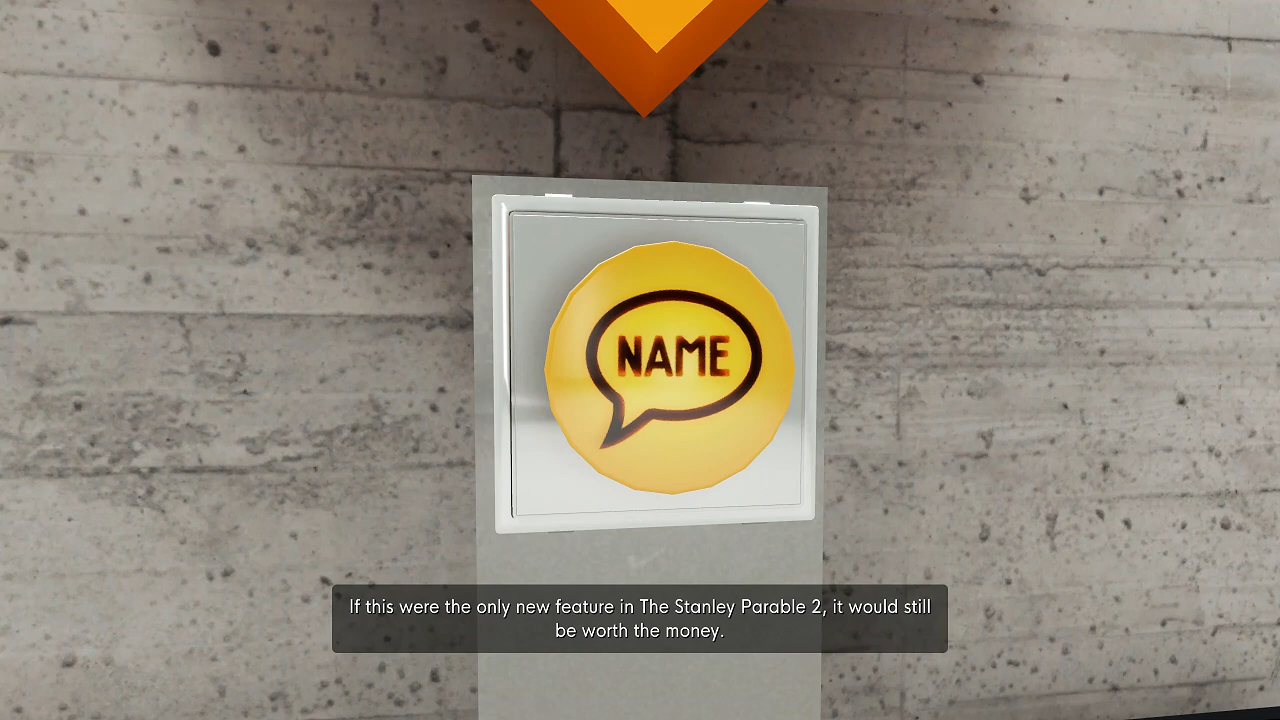 NAME
If this were the only new feature in The Stanley Parable 2, it would still
be worth the money.